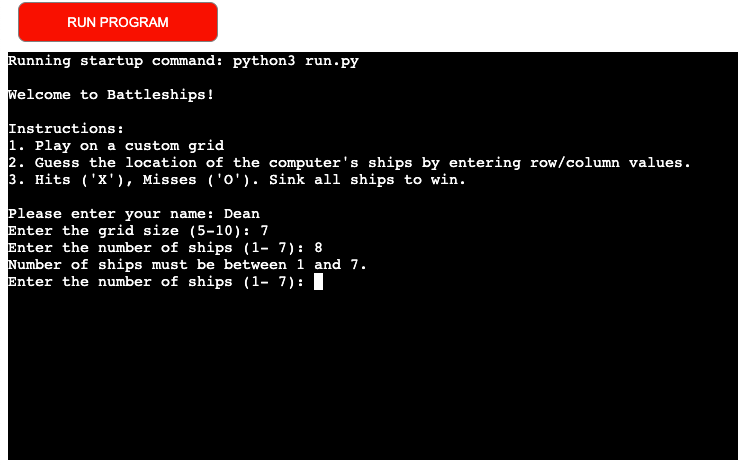 RUN PROGRAM
Running startup command: python3 run.py
Welcome to Battleships!
Instructions:
1. Play on a custom grid
2. Guess the location of the computer's ships by entering row/column values.
3. Hits ('X'), Misses ('O'). Sink all ships to win.
Please enter your name: Dean
Enter the grid size (5-10): 7
Enter the number of ships (1- 7): 8
Number of ships must be between 1 and 7.
Enter the number of ships (1- 7):